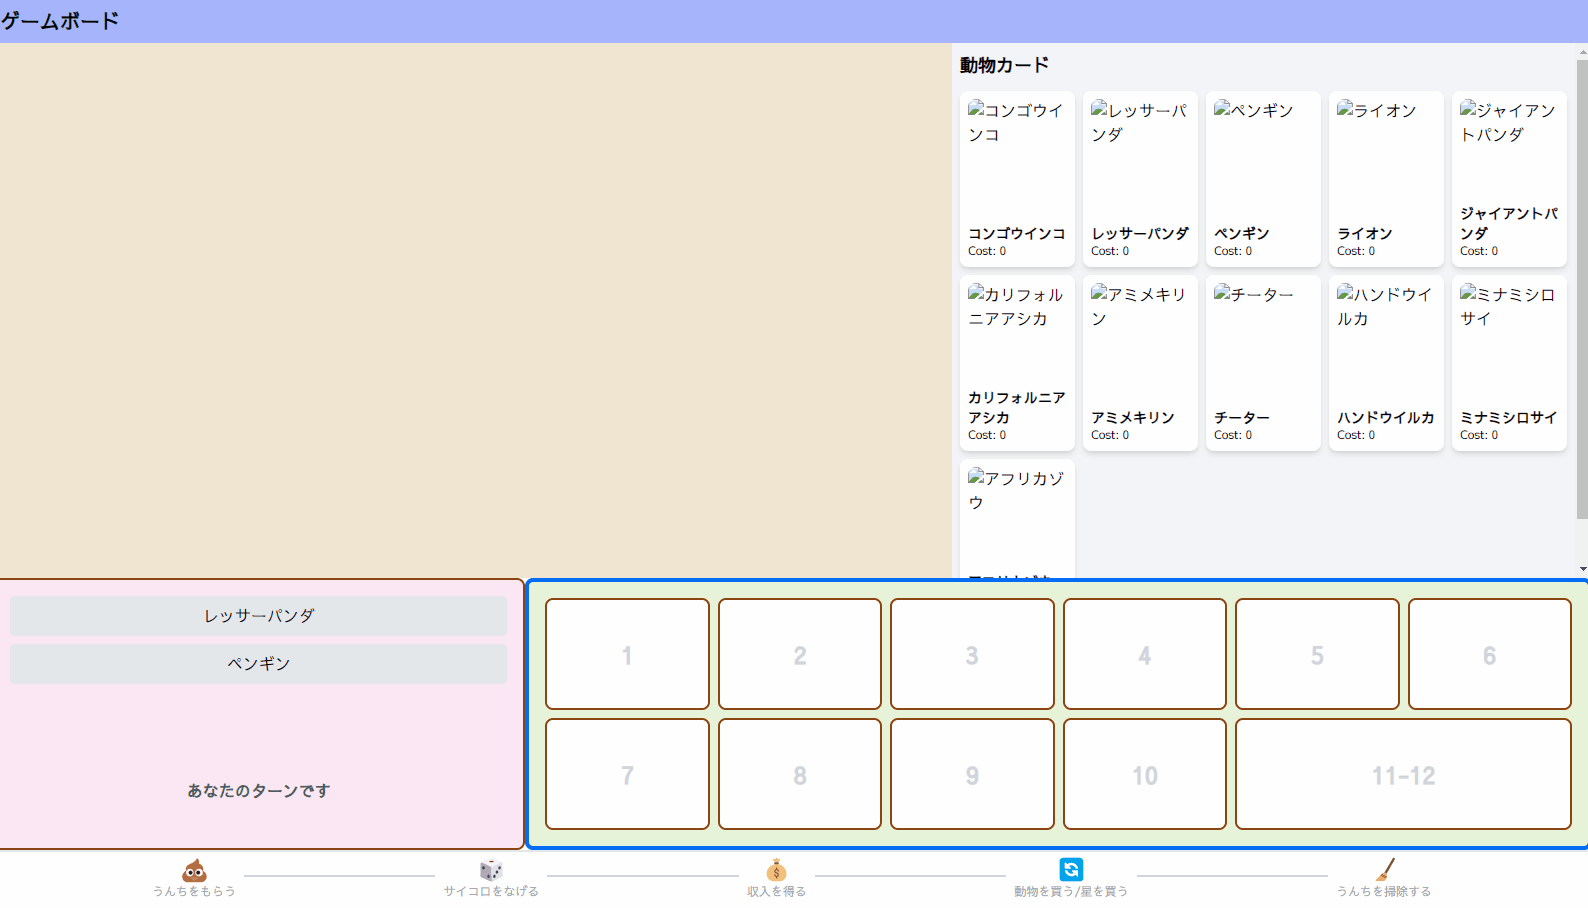 ゲームボード
動物カード
コンゴウイ
ンコ
レッサーパ
ンダ
ペンギン
ライオン
ジャイアン
トパンダ
コンゴウインコ
Cost: 0
レッサーパンダ
Cost: 0
ペンギン
Cost: 0
ライオン
Cost: 0
ジャイアントパ
ンダ
Cost: 0
カリフォル
ニアアシカ
アミメキリ
ン
チーター
ハンドウイ
ルカ
ミナミシロ
サイ
カリフォルニア
アシカ
Cost: 0
アミメキリン
Cost: 0
チーター
Cost: 0
ハンドウイルカ
Cost: 0
ミナミシロサイ
Cost: 0
アフリカゾ
ウ
レッサーパンダ
ペンギン
あなたのターンです
1
2
3
4
5
6
7
8
9
10
11-12
うんちをもらう
サイコロをなげる
収入を得る
動物を買う/星を買う
うんちを掃除する